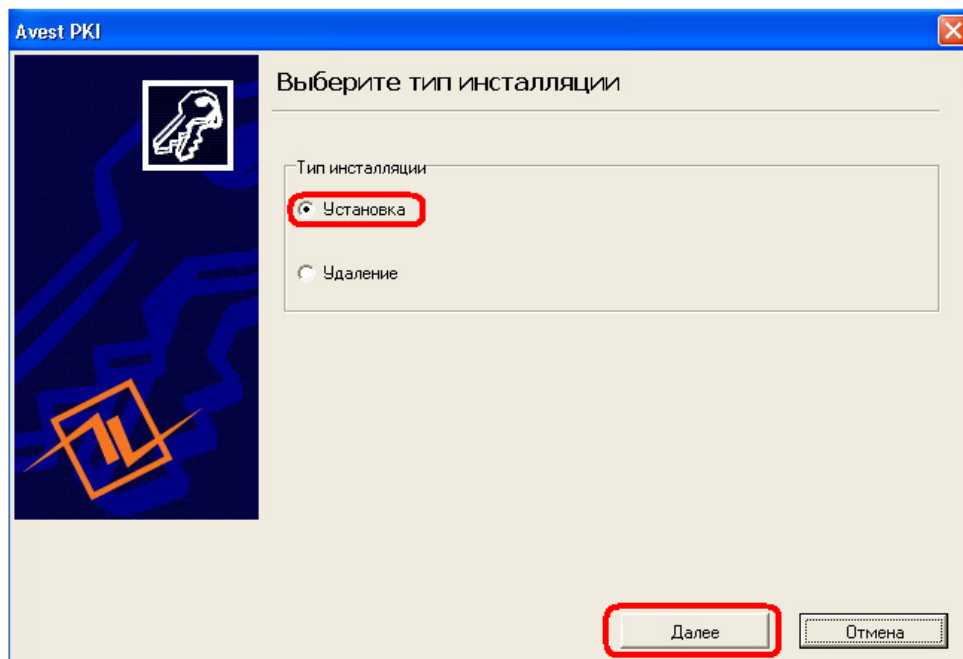 Avest PKI
Выберите тип инсталляции
Тип инсталляции
Установка
Удаление
Далее
Отмена